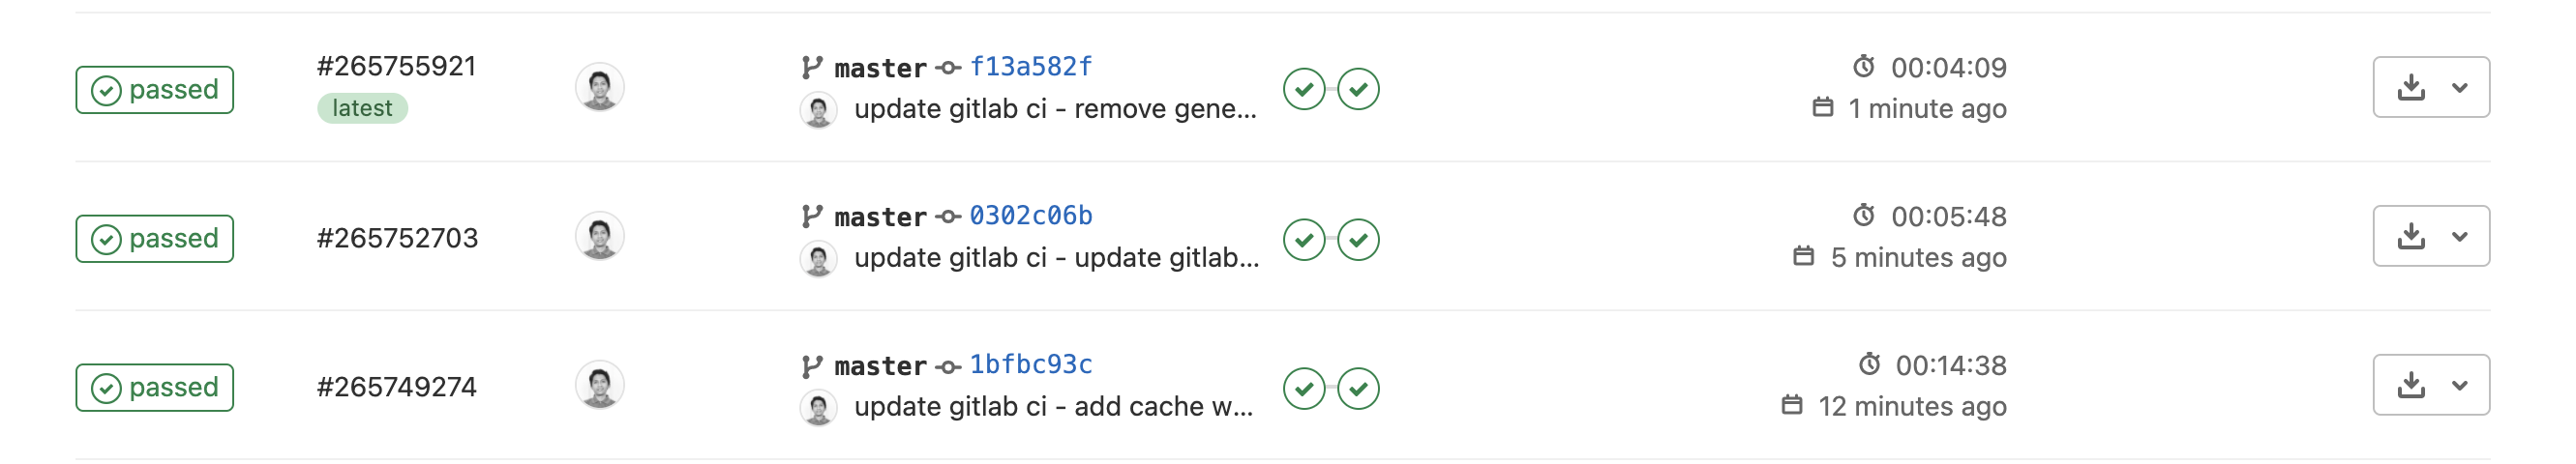 passed
#265755921
latest
master f13a582f
update gitlab ci - remove gene...
00:04:09
1 minute ago
passed
#265752703
master 0302c06b
update gitlab ci - update gitlab...
00:05:48
5 minutes ago
passed
#265749274
master 1bfbc93c
update gitlab ci - add cache w...
00:14:38
12 minutes ago